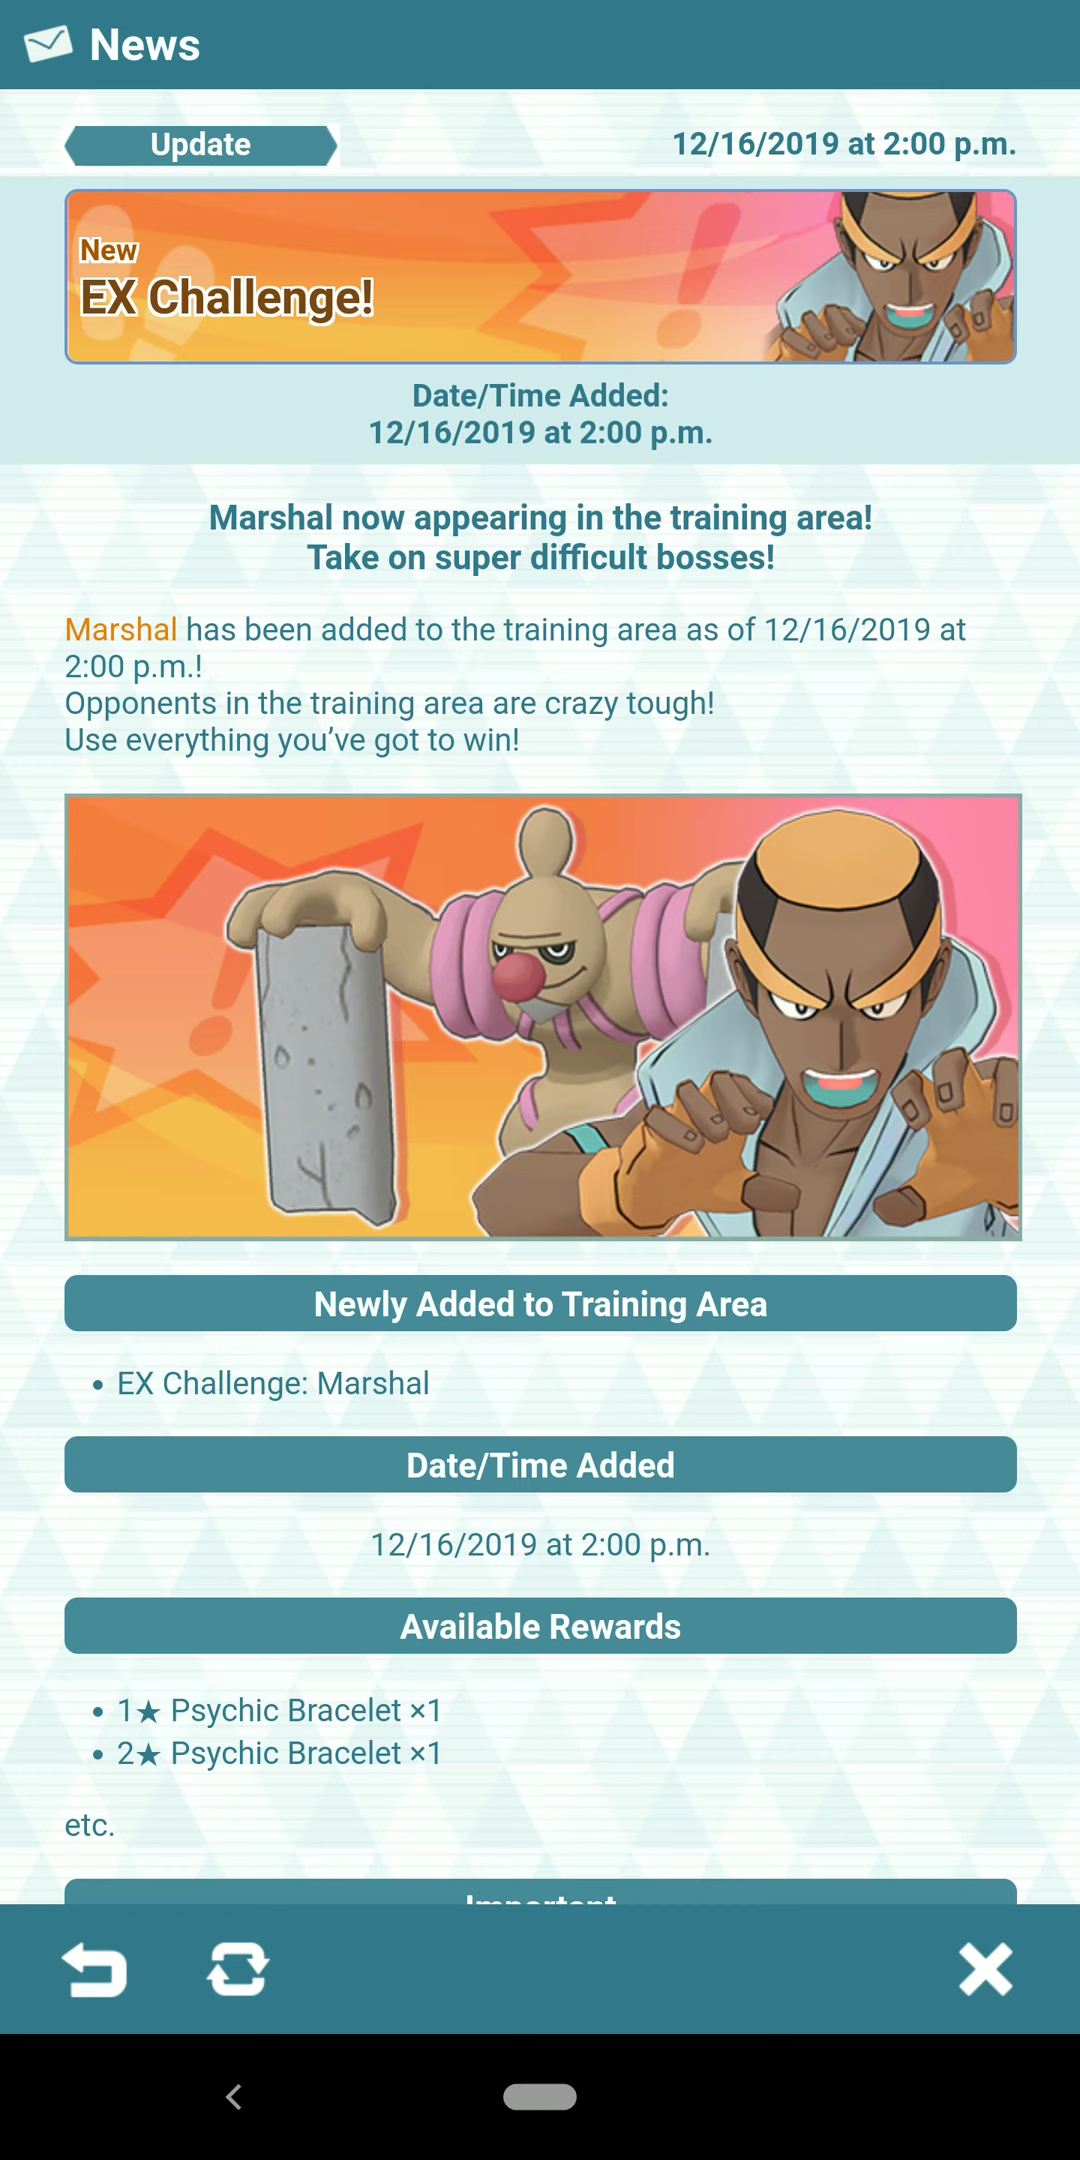 News
Update
12/16/2019 at 2:00 p.m.
New
EX Challenge!
Date/Time Added:
12/16/2019 at 2:00 p.m.
Marshal now appearing in the training area!
Take on super difficult bosses!
Marshal has been added to the training area as of 12/16/2019 at
2:00 p.m.!
Opponents in the training area are crazy tough!
Use everything you’ve got to win!
Newly Added to Training Area
• EX Challenge: Marshal
Date/Time Added
12/16/2019 at 2:00 p.m.
Available Rewards
• 1★ Psychic Bracelet ×1
• 2★ Psychic Bracelet ×1
etc.
Important